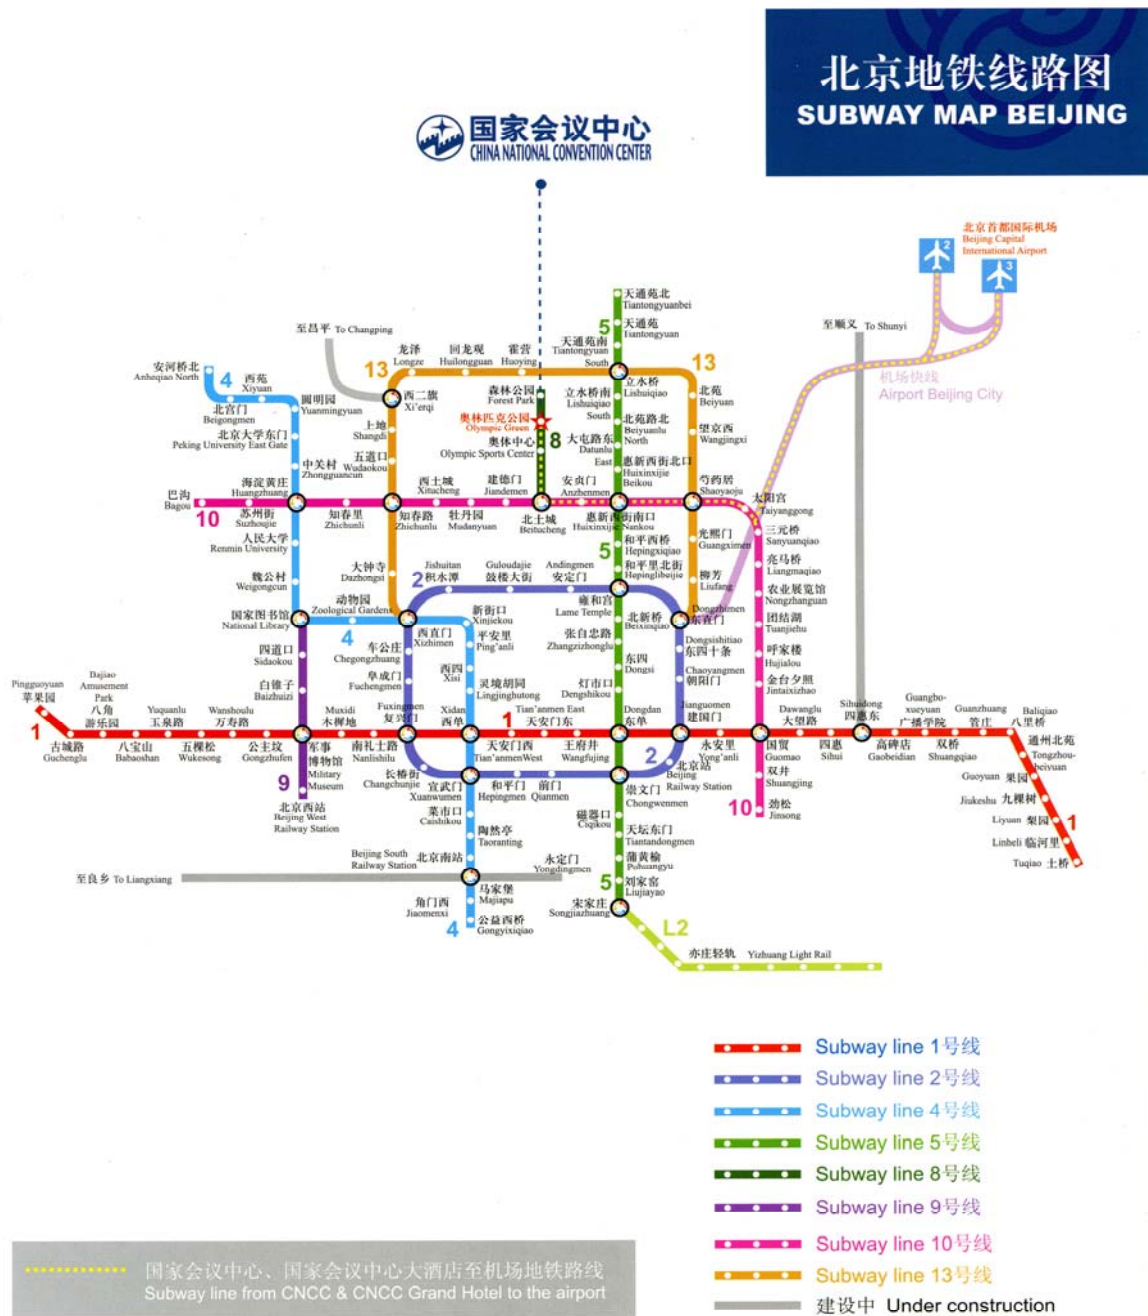 北京地铁线路图
SUBWAY MAP BEIJING
国家会议中心
CHINA NATIONAL CONVENTION CENTER
2
3
北京首都国际机场
Beijing Capital
International Airport
机场快线
Airport Beijing City
至昌平 To Changping
至顺义 To Shunyi
天通苑北
Tiantongyuanbei
5
天通苑
Tiantongyuan
天通苑南
Tiantongyuan
South
13
龙泽
Longze
回龙观
Huilongguan
霍营
Huoying
13
立水桥
Lishuiqiao
北苑
Beiyuan
望京西
Wangjingxi
西二旗
Xi'erqi
上地
Shangdi
五道口
Wudaokou
安河桥北
Anheqiao North
4
西苑
Xiyuan
北宫门
Beigongmen
圆明园
Yuanmingyuan
北京大学东门
Peking University East Gate
中关村
Zhongguancun
海淀黄庄
Huangzhuang
森林公园
Forest Park
奥林匹克公园
Olympic Green
奥体中心
Olympic Sports Center
8
立水桥南
Lishuiqiao
South
北苑路北
Beiyuanlu
North
大屯路东
Datunlu
East
惠新西街北口
Huixinxijie
Beikou
巴沟
Bagou
10
苏州街
Suzhoujie
知春里
Zhichunli
知春路
Zhichunlu
西土城
Xitucheng
牡丹园
Mudanyuan
建德门
Jiandemen
北土城
Beitucheng
安贞门
Anzhenmen
惠新西街南口
Huixinxijie Nankou
芍药居
Shaoyaoju
太阳宫
Taiyanggong
三元桥
Sanyuanqiao
亮马桥
Liangmaqiao
农业展览馆
Nongzhanguan
团结湖
Tuanjiehu
呼家楼
Hujialou
金台夕照
Jintaixizhao
人民大学
Renmin University
魏公村
Weigongcun
国家图书馆
National Library
大钟寺
Dazhongsi
动物园
Zoological Gardens
4
2
Jishuitan
积水潭
Guloudajie
鼓楼大街
Andingmen
安定门
5
和平西桥
Hepingxiqiao
和平里北街
Hepinglibeijie
雍和宫
Lame Temple
光熙门
Guangximen
柳芳
Liufang
Dongzhimen
东直门
北新桥
Beixinqiao
张自忠路
Zhangzizhonglu
Dongsishitiao
东四十条
Chaoyangmen
朝阳门
东四
Dongsi
灯市口
Dengshikou
西直门
Xizhimen
新街口
Xinjiekou
平安里
Ping'anli
西四
Xisi
灵境胡同
Lingjinghutong
车公庄
Chegongzhuang
阜成门
Fuchengmen
四道口
Sidaokou
白锥子
Baizhuizi
Pingguoyuan
苹果园
1
古城路
Guchenglu
Dajiao
Amusement
Park
八角
游乐园
八宝山
Babaoshan
Yuquanlu
玉泉路
五棵松
Wukesong
Wanshoulu
万寿路
公主坟
Gongzhufen
Muxidi
木樨地
军事
博物馆
Military
Museum
南礼士路
Nanlishilu
Fuxingmen
复兴门
Xidan
西单
1
天安门西
Tian'anmenWest
Tian'anmen East
天安门东
王府井
Wangfujing
Dongdan
东单
Jianguomen
建国门
永安里
Yong'anli
国贸
Guomao
Dawanglu
大望路
四惠
Sihui
Sihuidong
四惠东
高碑店
Gaobeidian
Guangbo-
xueyuan
广播学院
双桥
Shuangqiao
Guanzhuang
管庄
Baliqiao
八里桥
通州北苑
Tongzhou-
beiyuan
Guoyuan 果园
Jiukeshu 九棵树
Liyuan 梨园
1
Linheli 临河里
Tuqiao 土桥
9
北京西站
Beijing West
Railway Station
长椿街
Changchunjie
宣武门
Xuanwumen
和平门
Hepingmen
前门
Qianmen
崇文门
Chongwenmen
2
北京站
Beijing
Railway Station
双井
Shuangjing
10
劲松
Jinsong
菜市口
Caishikou
陶然亭
Taoranting
Beijing South
Railway Station
北京南站
永定门
Yongdingmen
至良乡 To Liangxiang
马家堡
Majiapu
角门西
Jiaomenxi
4
公益西桥
Gongyixiqiao
磁器口
Ciqikou
天坛东门
Tiantandongmen
蒲黄榆
Puhuangyu
5
刘家窑
Liujiayao
宋家庄
Songjiazhuang
L2
亦庄轻轨 Yizhuang Light Rail
Subway line 1号线
Subway line 2号线
Subway line 4号线
Subway line 5号线
Subway line 8号线
Subway line 9号线
Subway line 10号线
Subway line 13号线
建设中 Under construction
国家会议中心、国家会议中心大酒店至机场地铁路线
Subway line from CNCC & CNCC Grand Hotel to the airport